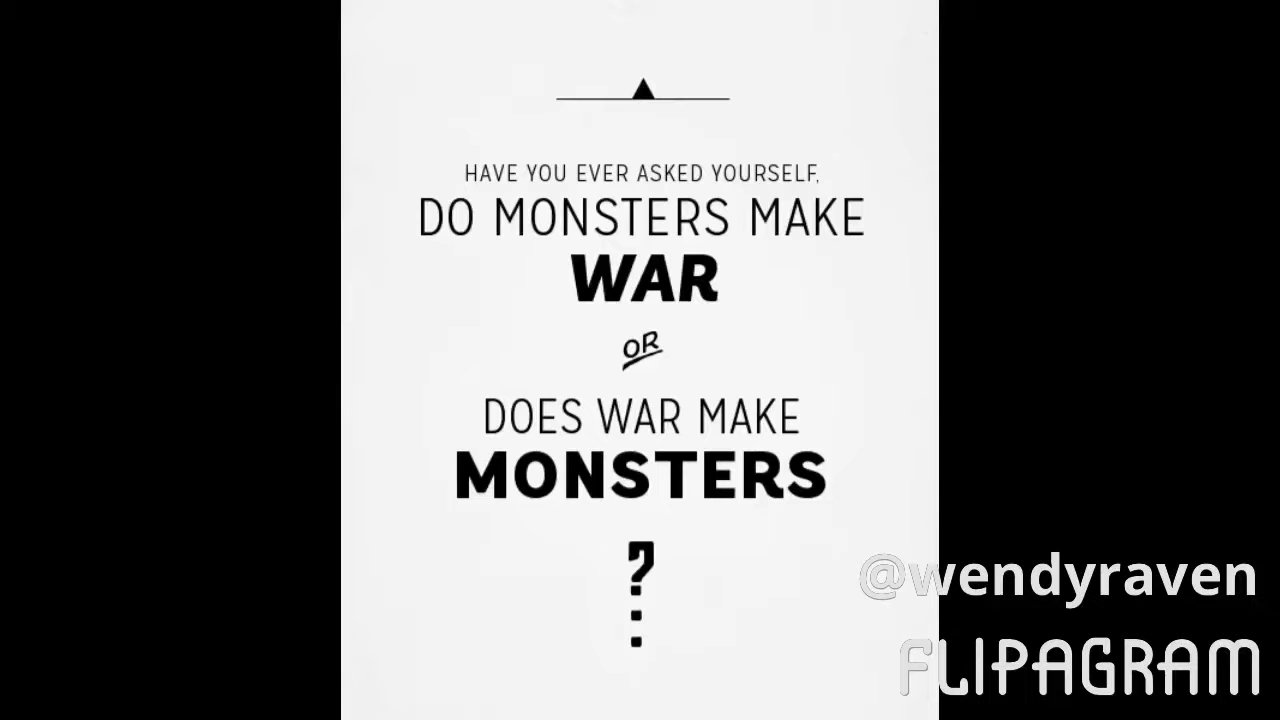 HAVE YOU EVER ASKED YOURSELF,
DO MONSTERS MAKE
WAR
OR
DOES WAR MAKE
MONSTERS
?
@wendyraven
FLIPAGRAM